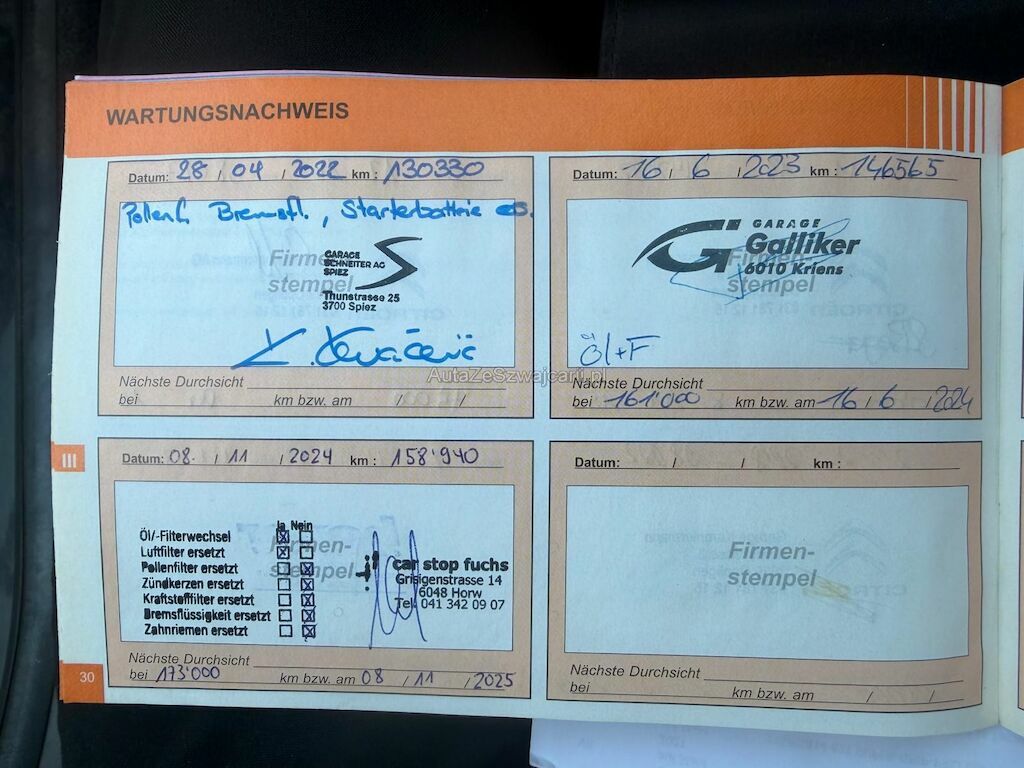 WARTUNGSNACHWEIS
Datum: 28 / 04 / 2022 km : 130330
Pollenf, Bremsfl., Starterbatterie
Firmen-
stempel
GARAGE
SCHNEITER AG
SPIEZ
Thunstrasse 25
3700 Spiez
Nächste Durchsicht
bei km bzw. am / /
Datum: 16 / 6 / 2023 km : 146565
GARAGE
Galliker
6010 Kriens
Firmen-
stempel
Öl+F
Nächste Durchsicht
bei 161'000 km bzw. am 16 / 6 / 2024
AutaZeSzwajcarii.pl
III
Datum: 08. / 11 / 2024 km : 158'940
Ja Nein
Öl/-Filterwechsel
Luftfilter ersetzt
Pollenfilter ersetzt
Zündkerzen ersetzt
Kraftstofffilter ersetzt
Bremsflüssigkeit ersetzt
Zahnriemen ersetzt
Firmen-
stempel
car stop fuchs
Grisigenstrasse 14
6048 Horw
Tel. 041 342 09 07
Nächste Durchsicht
bei 173'000 km bzw. am 08 / 11 / 2025
Datum: / / km :
Firmen-
stempel
Nächste Durchsicht
bei km bzw. am / /
30